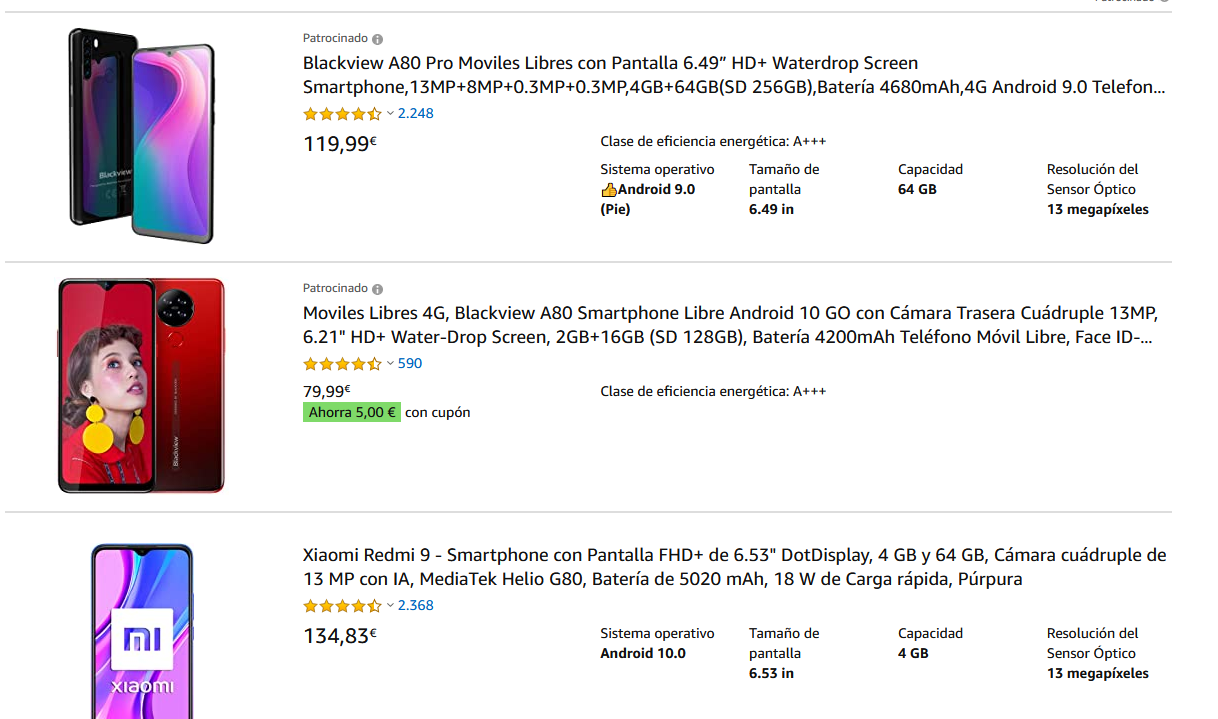 Patrocinado
Blackview A80 Pro Moviles Libres con Pantalla 6.49” HD+ Waterdrop Screen
Smartphone,13MP+8MP+0.3MP+0.3MP,4GB+64GB(SD 256GB),Batería 4680mAh,4G Android 9.0 Telefon...
2.248
119,99€
Clase de eficiencia energética: A+++
Sistema operativo
👍Android 9.0
(Pie)
Tamaño de
pantalla
6.49 in
Capacidad
64 GB
Resolución del
Sensor Óptico
13 megapíxeles
Blackview
Patrocinado
Moviles Libres 4G, Blackview A80 Smartphone Libre Android 10 GO con Cámara Trasera Cuádruple 13MP,
6.21" HD+ Water-Drop Screen, 2GB+16GB (SD 128GB), Batería 4200mAh Teléfono Móvil Libre, Face ID-...
590
79,99€
Ahorra 5,00 € con cupón
Clase de eficiencia energética: A+++
Blackview
Xiaomi Redmi 9 - Smartphone con Pantalla FHD+ de 6.53" DotDisplay, 4 GB y 64 GB, Cámara cuádruple de
13 MP con IA, MediaTek Helio G80, Batería de 5020 mAh, 18 W de Carga rápida, Púrpura
2.368
134,83€
Sistema operativo
Android 10.0
Tamaño de
pantalla
6.53 in
Capacidad
4 GB
Resolución del
Sensor Óptico
13 megapíxeles
mi
xiaomi